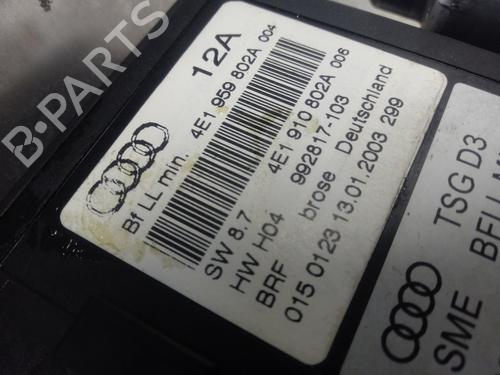 B-PARTS
12A
4E1 959 802A 004
Bf LL min.
4E1 910 802A 006
SW 8.7
992817-103
HW H04
brose Deutschland
BRF
015 0123 13.01.2003 299
TSG D3
SME